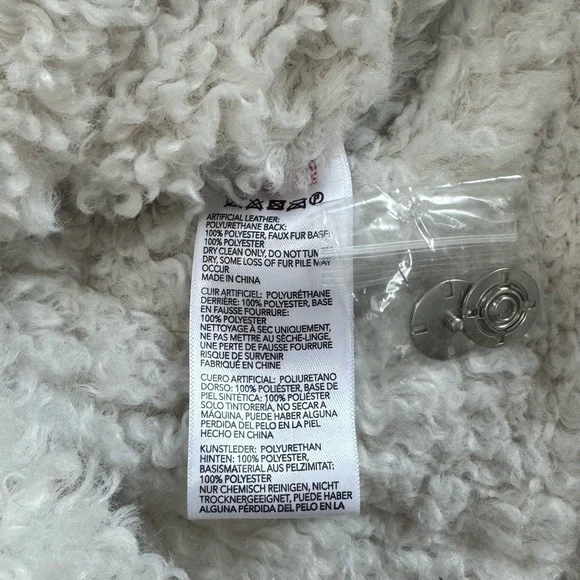 ARTIFICIAL LEATHER:
POLYURETHANE BACK:
100% POLYESTER, FAUX FUR BASE:
100% POLYESTER
DRY CLEAN ONLY, DO NOT TUMBLE
DRY, SOME LOSS OF FUR PILE MAY
OCCUR
MADE IN CHINA
CUIR ARTIFICIEL: POLYURÉTHANE
DERRIÈRE: 100% POLYESTER, BASE
EN FAUSSE FOURRURE:
100% POLYESTER
NETTOYAGE À SEC UNIQUEMENT,
NE PAS METTRE AU SÈCHE-LINGE,
UNE PERTE DE FAUSSE FOURRURE
RISQUE DE SURVENIR
FABRIQUÉ EN CHINE
CUERO ARTIFICIAL: POLIURETANO
DORSO: 100% POLIÉSTER, BASE DE
PIEL SINTÉTICA: 100% POLIÉSTER
SOLO TINTORERÍA, NO SECAR A
MÁQUINA, PUEDE HABER ALGUNA
PERDIDA DEL PELO EN LA PIEL
HECHO EN CHINA
KUNSTLEDER: POLYURETHAN
HINTEN: 100% POLYESTER,
BASISMATERIAL AUS PELZIMITAT:
100% POLYESTER
NUR CHEMISCH REINIGEN, NICHT
TROCKNERGEEIGNET, PUEDE HABER
ALGUNA PÉRDIDA DEL PELO EN LA